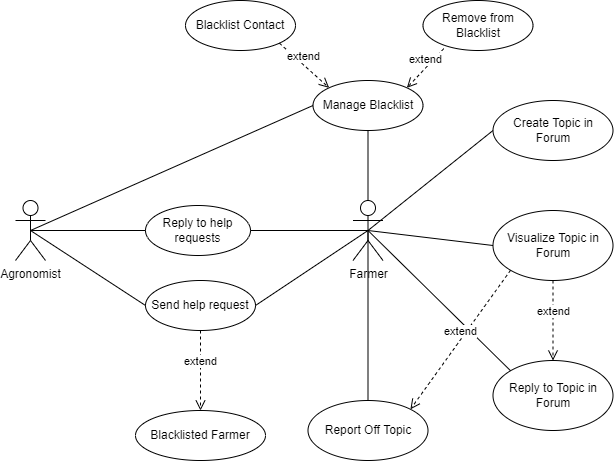 Blacklist Contact
Remove from
Blacklist
extend
extend
Manage Blacklist
Create Topic in
Forum
Reply to help
requests
Visualize Topic in
Forum
Agronomist
Farmer
Send help request
extend
extend
extend
Reply to Topic in
Forum
Blacklisted Farmer
Report Off Topic